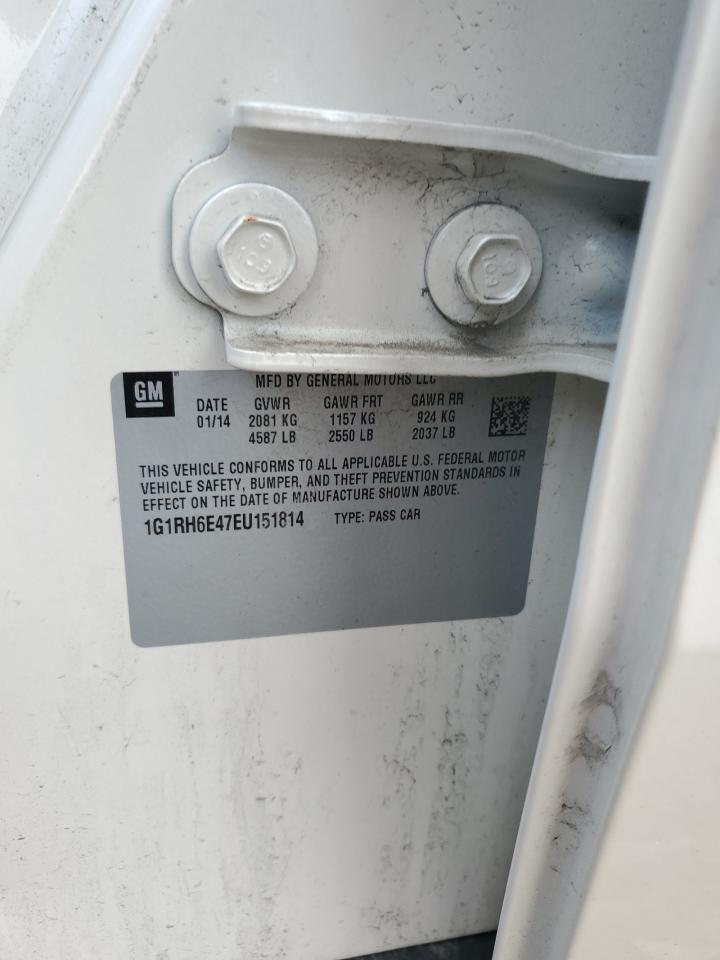 MFD BY GENERAL MOTORS LLC
GM
DATE GVWR GAWR FRT GAWR RR
01/14 2081 KG 1157 KG 924 KG
4587 LB 2550 LB 2037 LB
THIS VEHICLE CONFORMS TO ALL APPLICABLE U.S. FEDERAL MOTOR
VEHICLE SAFETY, BUMPER, AND THEFT PREVENTION STANDARDS IN
EFFECT ON THE DATE OF MANUFACTURE SHOWN ABOVE.
1G1RH6E47EU151814 TYPE: PASS CAR